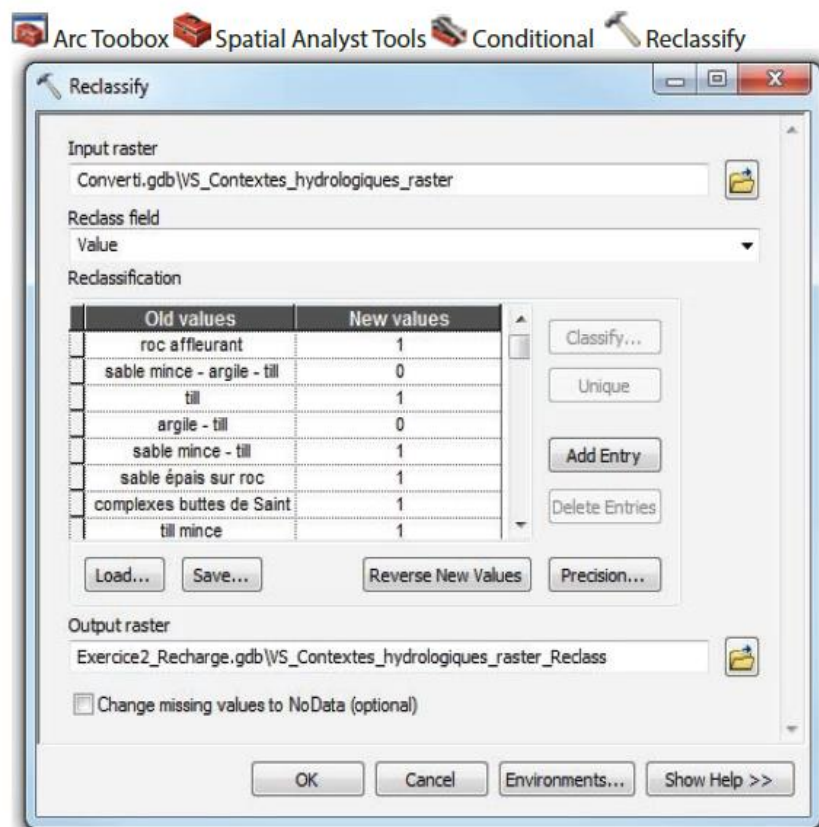 Arc Toobox Spatial Analyst Tools Conditional Reclassify
Reclassify
Input raster
Converti.gdb\VS_Contextes_hydrologiques_raster
Reclass field
Value
Reclassification
Old values New values
roc affleurant 1
sable mince - argile - till 0
till 1
argile - till 0
sable mince - till 1
sable épais sur roc 1
complexes buttes de Saint 1
till mince 1
Classify...
Unique
Add Entry
Delete Entries
Load... Save... Reverse New Values Precision...
Output raster
Exercice2_Recharge.gdb\VS_Contextes_hydrologiques_raster_Reclass
Change missing values to NoData (optional)
OK Cancel Environments... Show Help >>